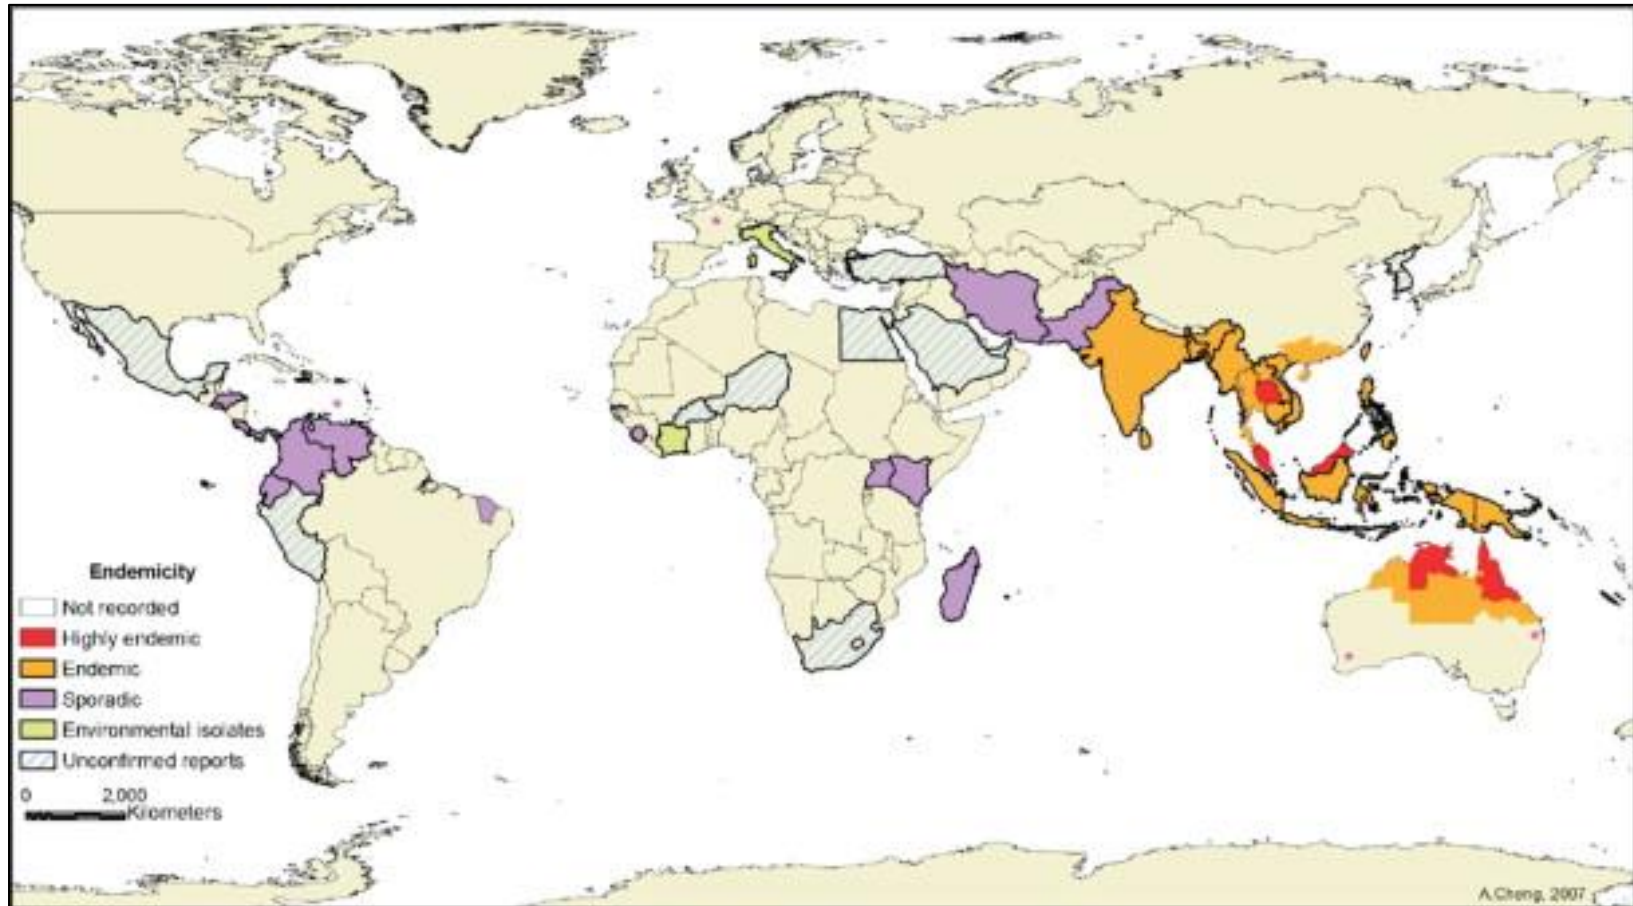 Endemicity
Not recorded
Highly endemic
Endemic
Sporadic
Environmental isolates
Unconfirmed reports
0 2,000
Kilometers
A.Cheng, 2007